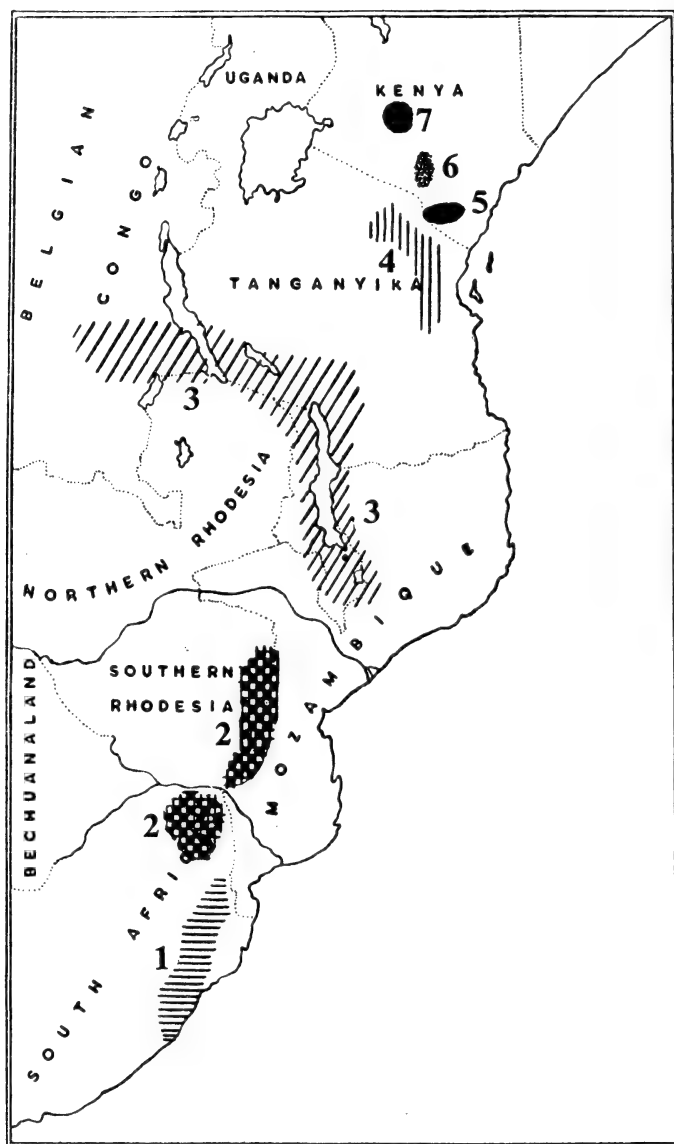 UGANDA
KENYA
7
6
5
4
BELGIAN
CONGO
TANGANYIKA
3
3
NORTHERN RHODESIA
MOZAMBIQUE
SOUTHERN
RHODESIA
2
BECHUANALAND
2
SOUTH AFRI
1